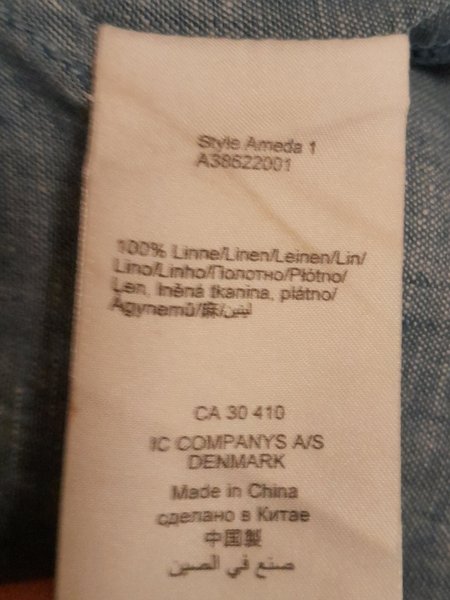 Style Ameda 1
A38622001
100% Linne/Linen/Leinen/Lin/
Lino/Linho/Полотно/Płótno/
Len, lněná tkanina, plátno/
Ágynemű/麻/لينين
CA 30 410
IC COMPANYS A/S
DENMARK
Made in China
сделано в Китае
中国製
صنع في الصين